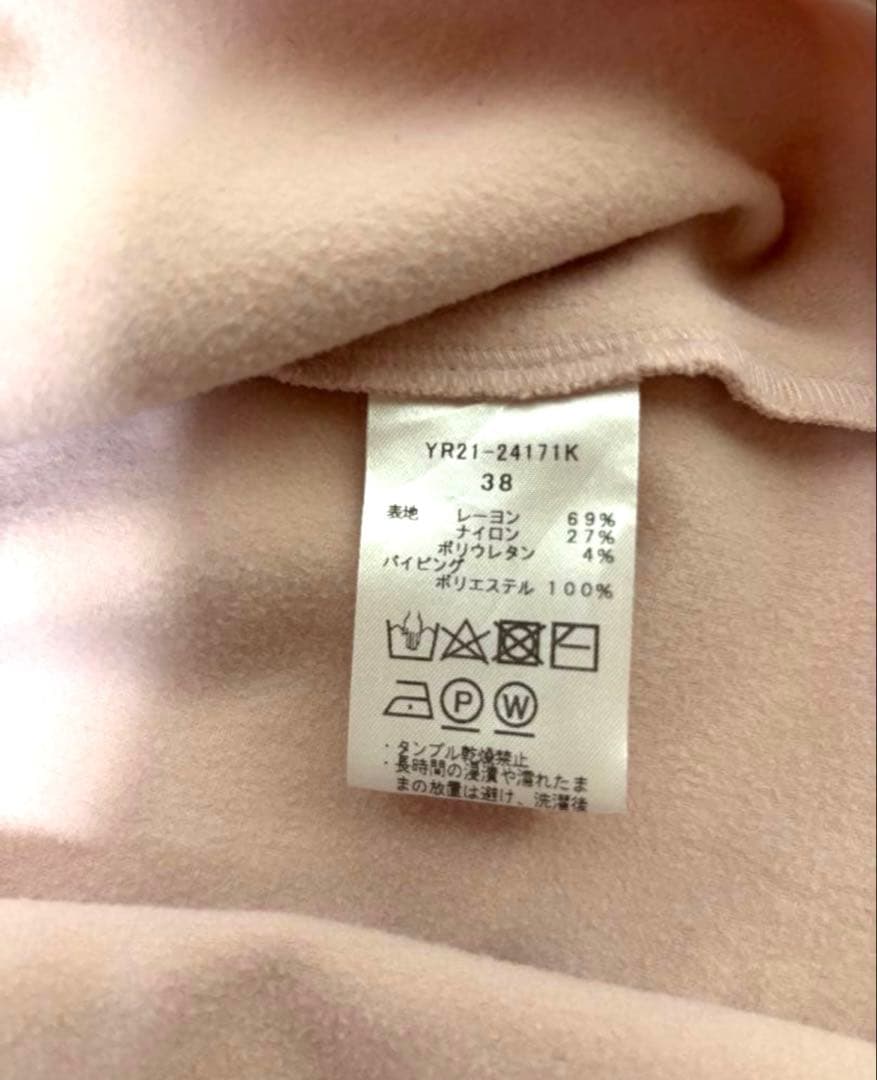 YR21-24171K
38
表地 レーヨン 69%
ナイロン 27%
ポリウレタン 4%
パイピング
ポリエステル 100%
P W
・タンブル乾燥禁止
・長時間の浸漬や濡れたま
まの放置は避け、洗濯後